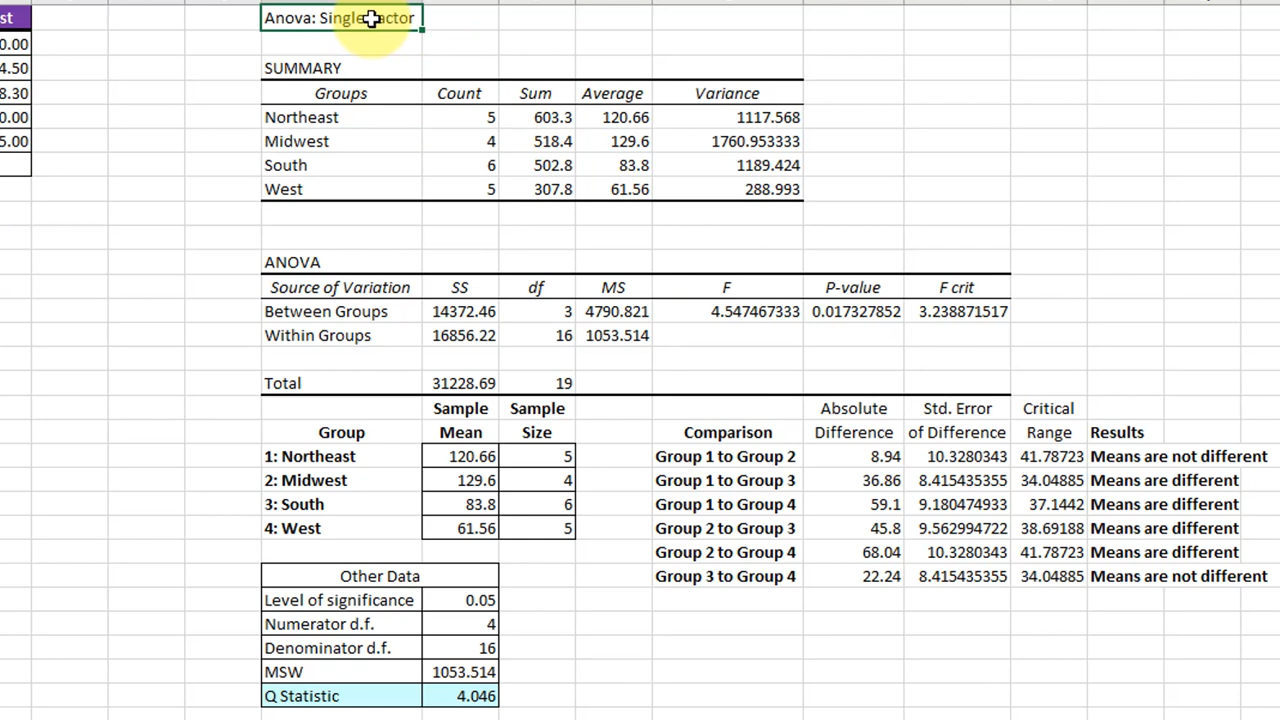 st
0.00
4.50
8.30
0.00
5.00
Anova: Single Factor
SUMMARY
Groups Count Sum Average Variance
Northeast 5 603.3 120.66 1117.568
Midwest 4 518.4 129.6 1760.953333
South 6 502.8 83.8 1189.424
West 5 307.8 61.56 288.993
ANOVA
Source of Variation SS df MS F P-value F crit
Between Groups 14372.46 3 4790.821 4.547467333 0.017327852 3.238871517
Within Groups 16856.22 16 1053.514
Total 31228.69 19
Sample Sample Absolute Std. Error Critical
Group Mean Size Comparison Difference of Difference Range Results
1: Northeast 120.66 5 Group 1 to Group 2 8.94 10.3280343 41.78723 Means are not different
2: Midwest 129.6 4 Group 1 to Group 3 36.86 8.415435355 34.04885 Means are different
3: South 83.8 6 Group 1 to Group 4 59.1 9.180474933 37.1442 Means are different
4: West 61.56 5 Group 2 to Group 3 45.8 9.562994722 38.69188 Means are different
Group 2 to Group 4 68.04 10.3280343 41.78723 Means are different
Other Data Group 3 to Group 4 22.24 8.415435355 34.04885 Means are not different
Level of significance 0.05
Numerator d.f. 4
Denominator d.f. 16
MSW 1053.514
Q Statistic 4.046